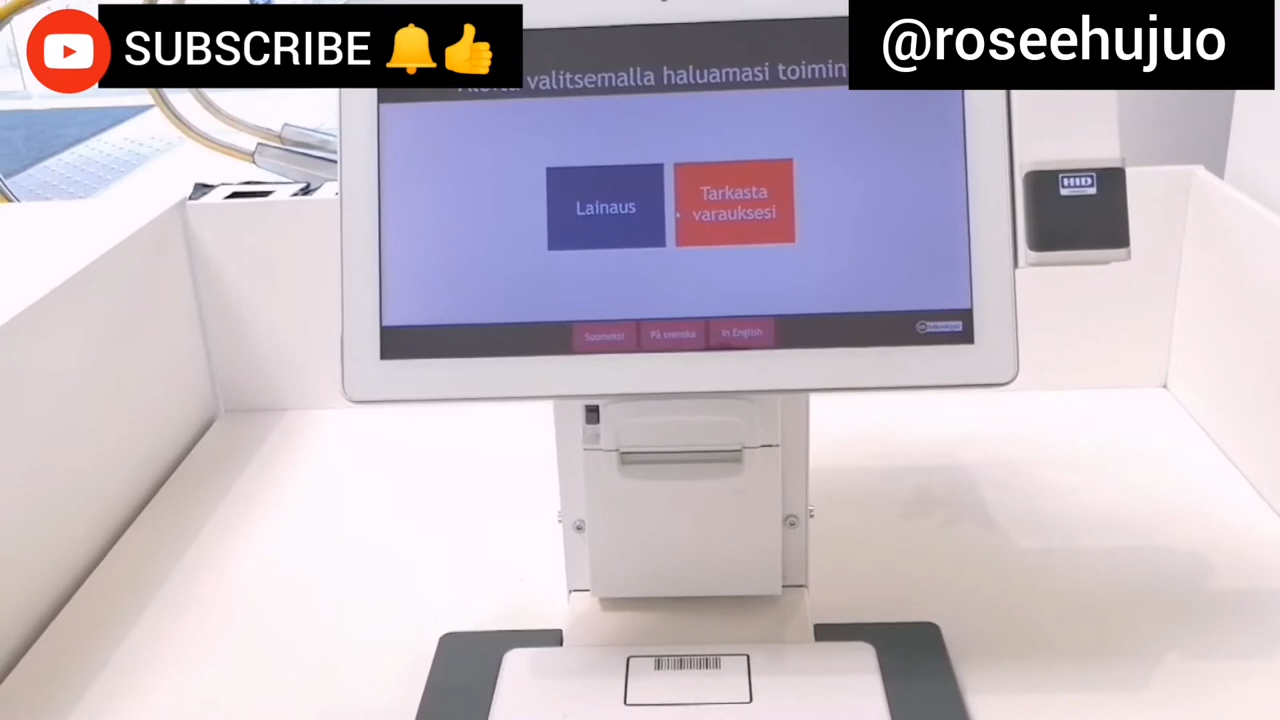 SUBSCRIBE
@roseehujuo
valitsemalla haluamasi
Lainaus
Tarkasta
varauksesi
HID
Suomeksi
På svenska
In English